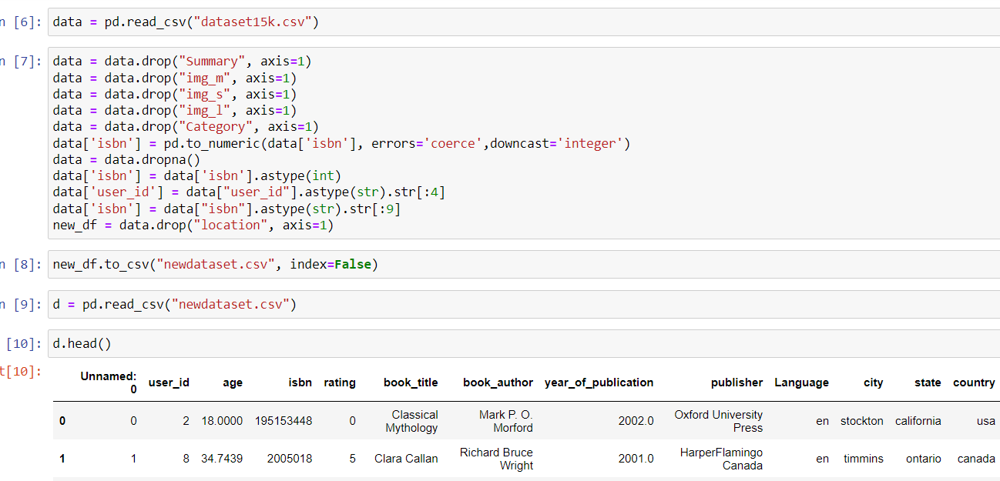 n [6]: data = pd.read_csv("dataset15k.csv")
n [7]: data = data.drop("Summary", axis=1)
data = data.drop("img_m", axis=1)
data = data.drop("img_s", axis=1)
data = data.drop("img_l", axis=1)
data = data.drop("Category", axis=1)
data['isbn'] = pd.to_numeric(data['isbn'], errors='coerce',downcast='integer')
data = data.dropna()
data['isbn'] = data['isbn'].astype(int)
data['user_id'] = data["user_id"].astype(str).str[:4]
data['isbn'] = data["isbn"].astype(str).str[:9]
new_df = data.drop("location", axis=1)
n [8]: new_df.to_csv("newdataset.csv", index=False)
n [9]: d = pd.read_csv("newdataset.csv")
[10]: d.head()
t[10]:
Unnamed: 0 user_id age isbn rating book_title book_author year_of_publication publisher Language city state country
0 0 2 18.0000 195153448 0 Classical Mythology Mark P. O. Morford 2002.0 Oxford University Press en stockton california usa
1 1 8 34.7439 2005018 5 Clara Callan Richard Bruce Wright 2001.0 HarperFlamingo Canada en timmins ontario canada